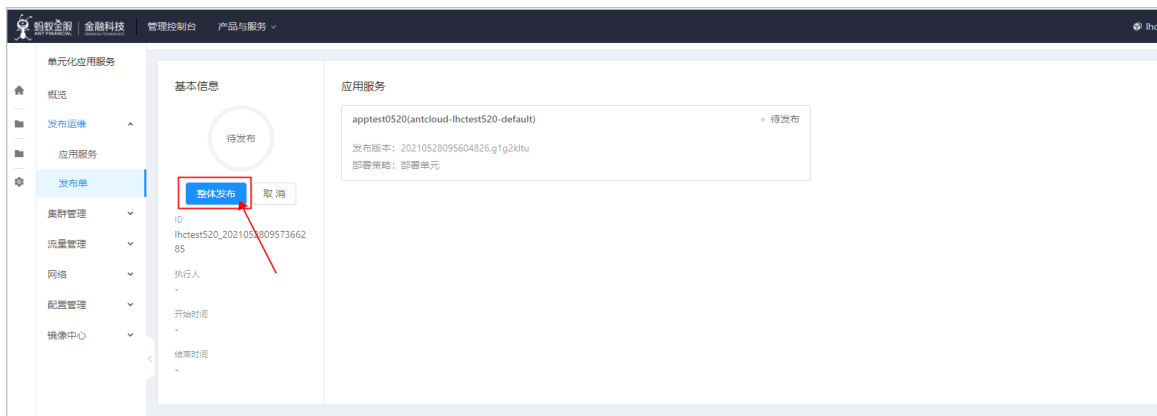 蚂蚁金服 金融科技 管理控制台 产品与服务
ANT FINANCIAL FINANCIAL TECHNOLOGY
lhc
单元化应用服务
概览
发布运维
应用服务
发布单
集群管理
流量管理
网络
配置管理
镜像中心
基本信息
待发布
整体发布 取 消
ID
lhctest520_2021052809573662
85
执行人
-
开始时间
-
结束时间
-
应用服务
apptest0520(antcloud-lhctest520-default) 待发布
发布版本：20210528095604826.g1g2kltu
部署策略：部署单元